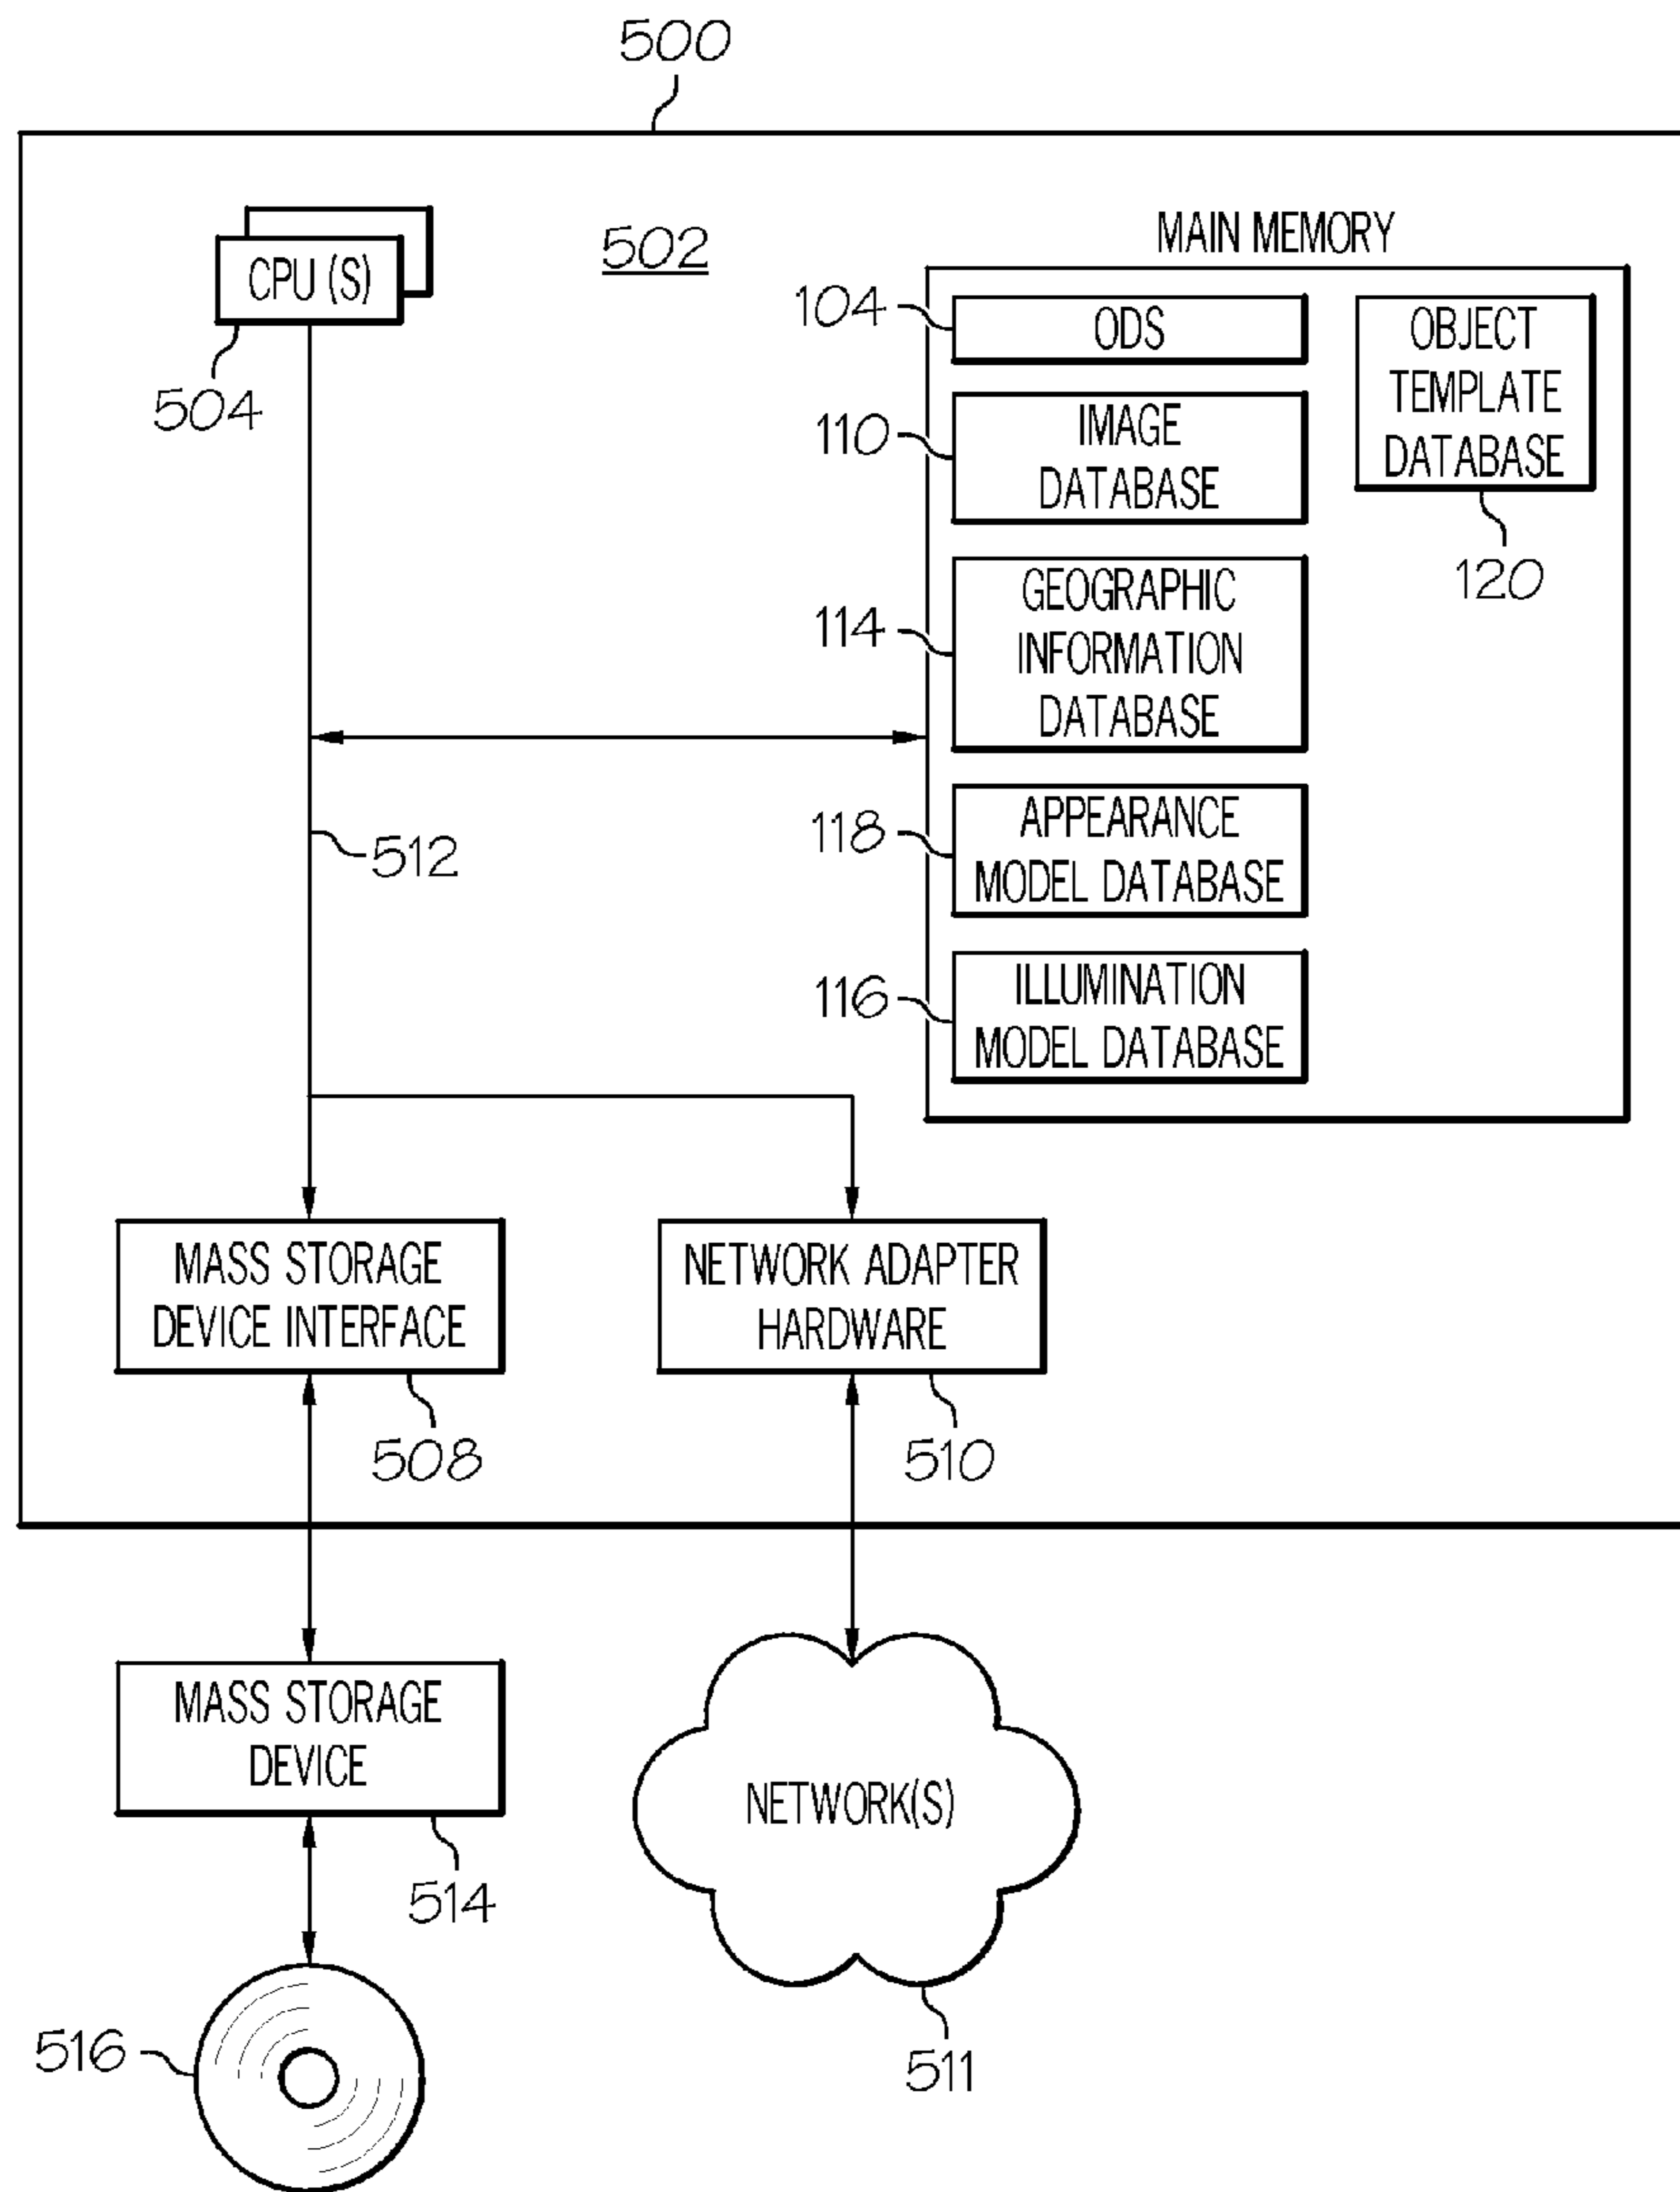 500
CPU (S)
502
504
MAIN MEMORY
104
ODS
110
IMAGE
DATABASE
114
GEOGRAPHIC
INFORMATION
DATABASE
118
APPEARANCE
MODEL DATABASE
116
ILLUMINATION
MODEL DATABASE
OBJECT
TEMPLATE
DATABASE
120
512
MASS STORAGE
DEVICE INTERFACE
508
NETWORK ADAPTER
HARDWARE
510
MASS STORAGE
DEVICE
514
NETWORK(S)
511
516